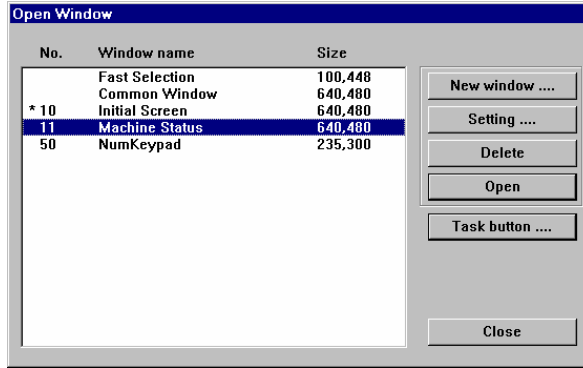 Open Window
No. Window name Size
Fast Selection 100,448
Common Window 640,480
* 10 Initial Screen 640,480
11 Machine Status 640,480
50 NumKeypad 235,300
New window ....
Setting ....
Delete
Open
Task button ....
Close